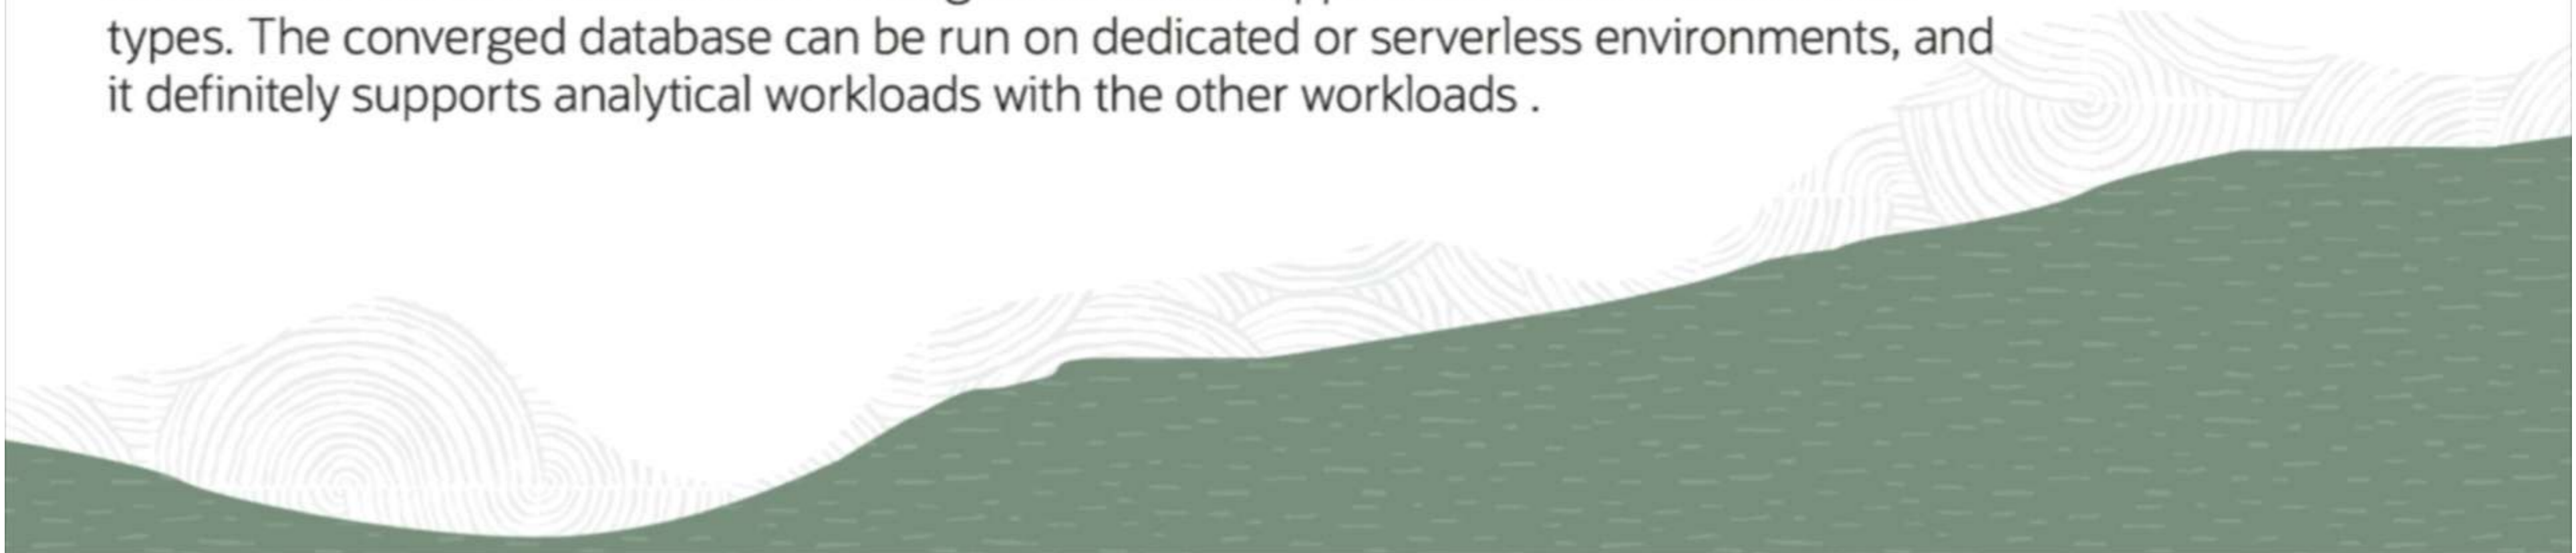 types. The converged database can be run on dedicated or serverless environments, and
it definitely supports analytical workloads with the other workloads .